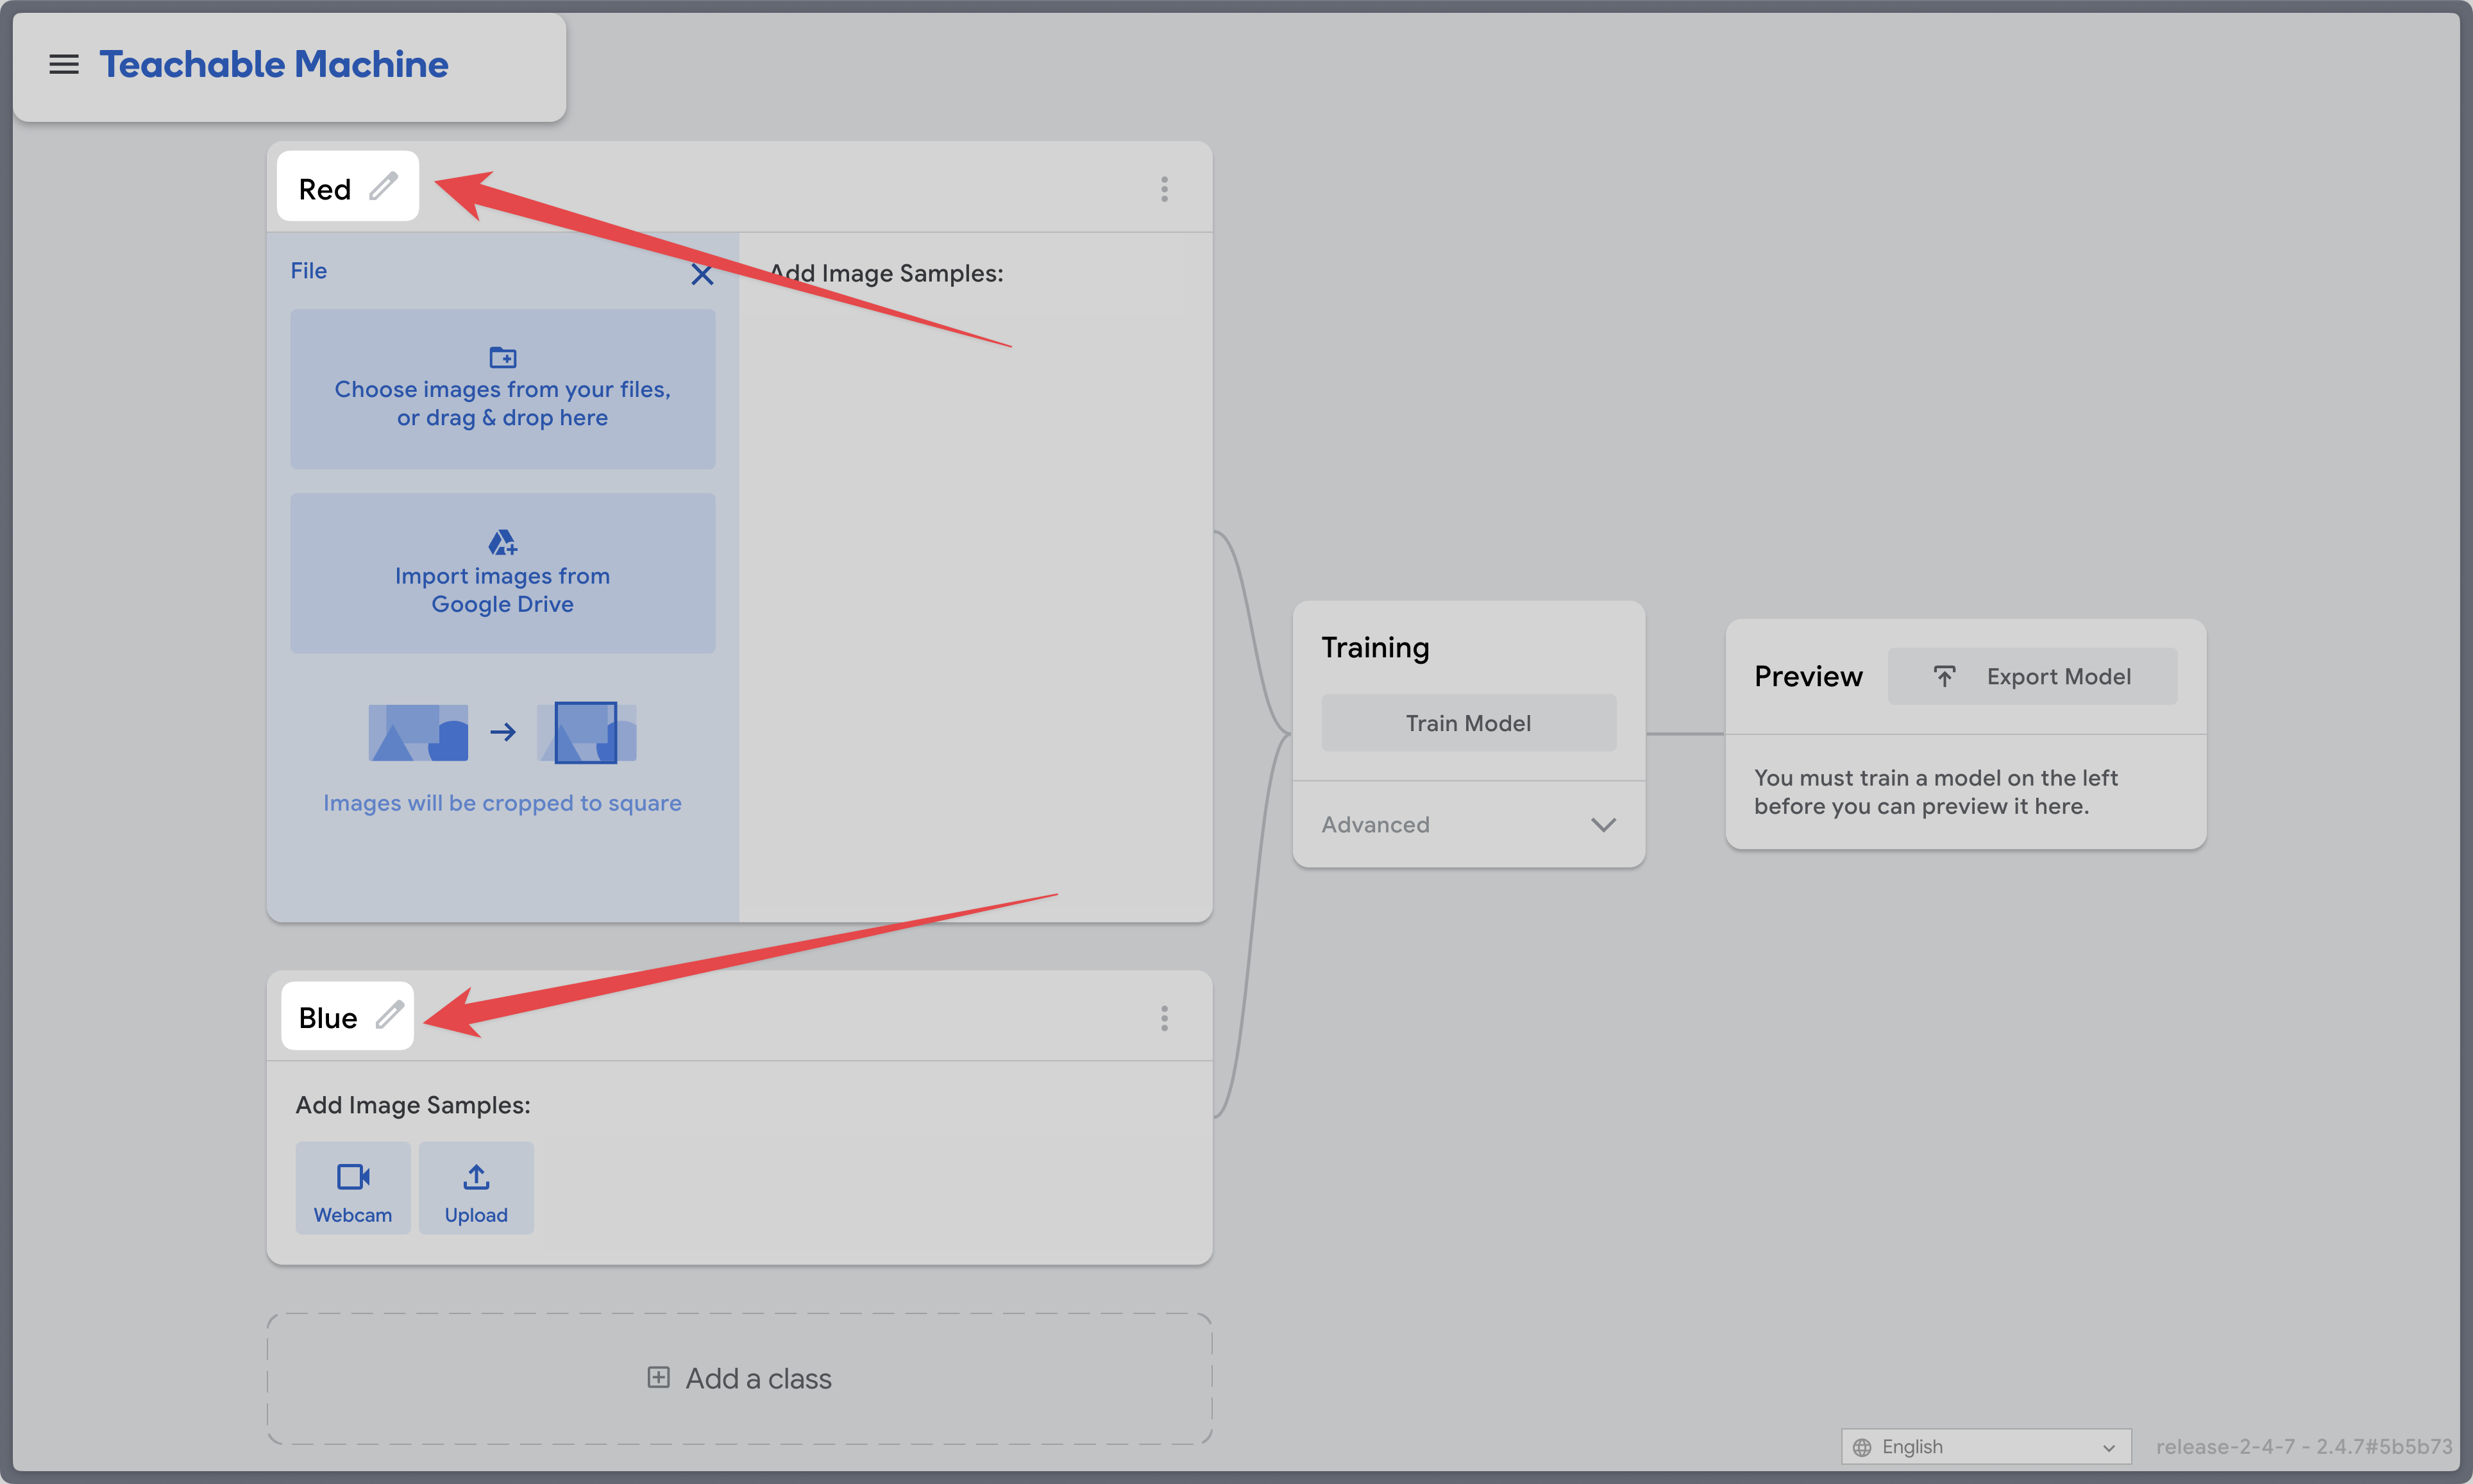 Teachable Machine
Red
File
Add Image Samples:
Choose images from your files,
or drag & drop here
Import images from
Google Drive
Images will be cropped to square
Training
Train Model
Advanced
Preview
Export Model
You must train a model on the left
before you can preview it here.
Blue
Add Image Samples:
Webcam
Upload
Add a class
English
release-2-4-7 - 2.4.7#5b5b73